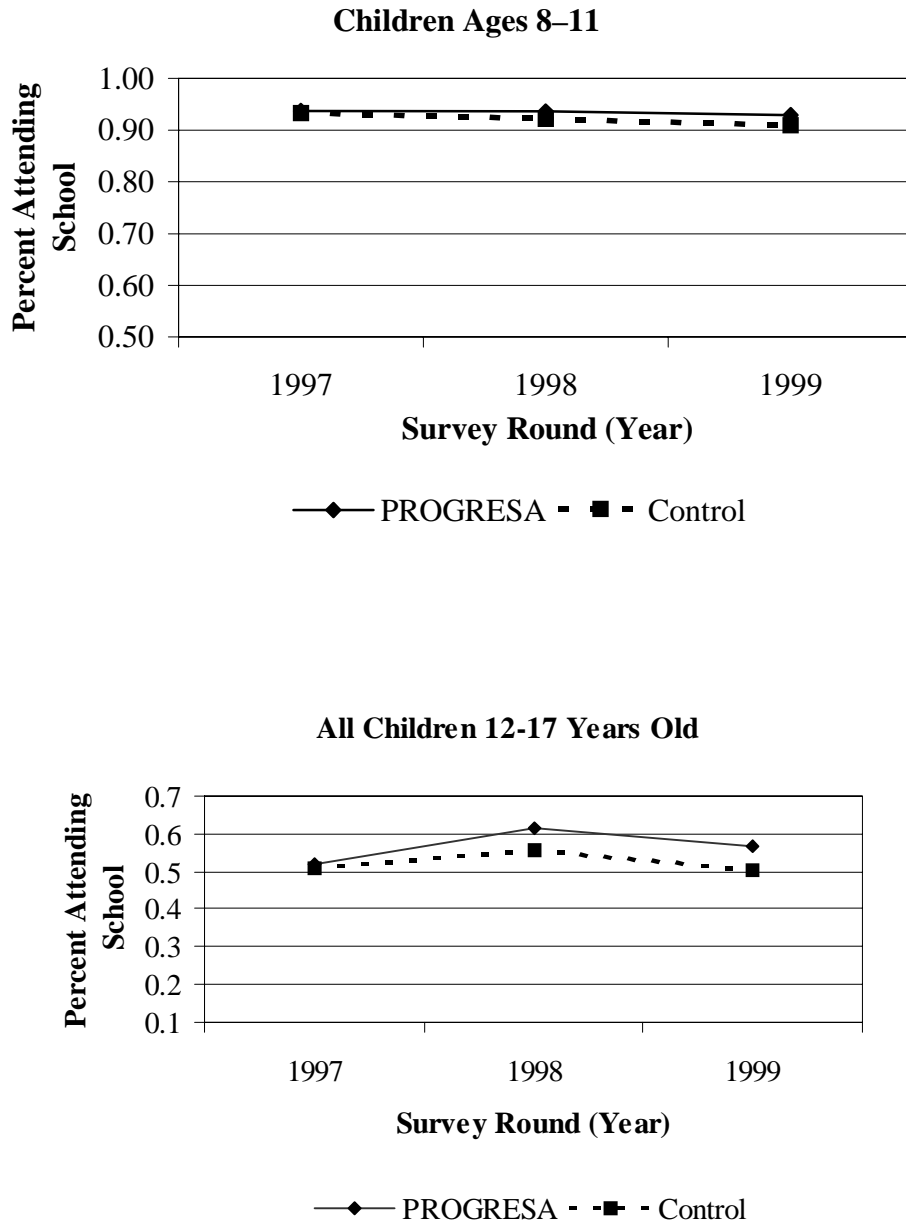 Children Ages 8–11
Percent Attending
School
1.00
0.90
0.80
0.70
0.60
0.50
1997 1998 1999
Survey Round (Year)
PROGRESA Control
All Children 12-17 Years Old
Percent Attending
School
0.7
0.6
0.5
0.4
0.3
0.2
0.1
1997 1998 1999
Survey Round (Year)
PROGRESA Control